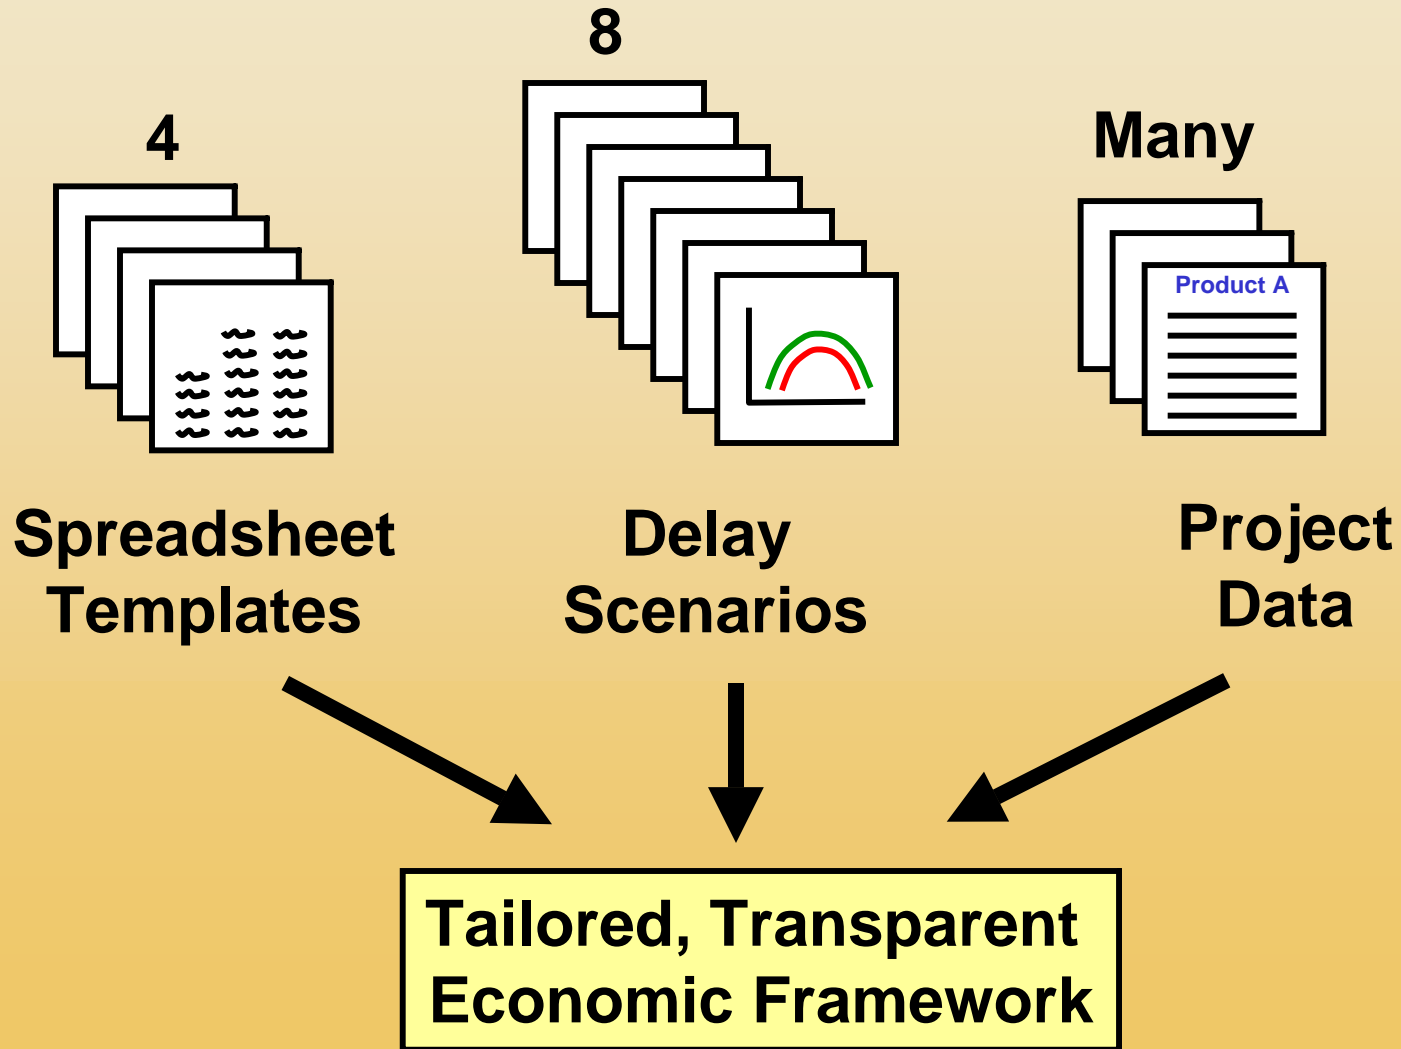 4
8
Many
Product A
Spreadsheet
Templates
Delay
Scenarios
Project
Data
Tailored, Transparent
Economic Framework